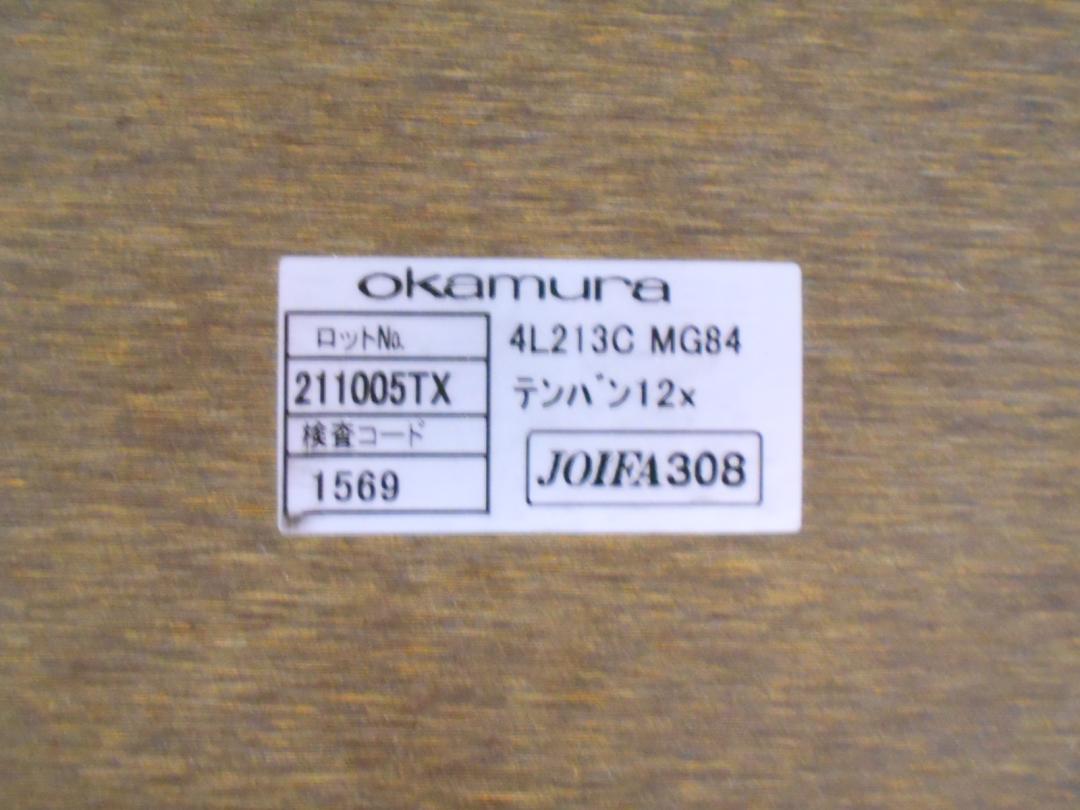 okamura
ロットNo.
211005TX
検査コード
1569
4L213C MG84
テンバン12x
JOIFA308